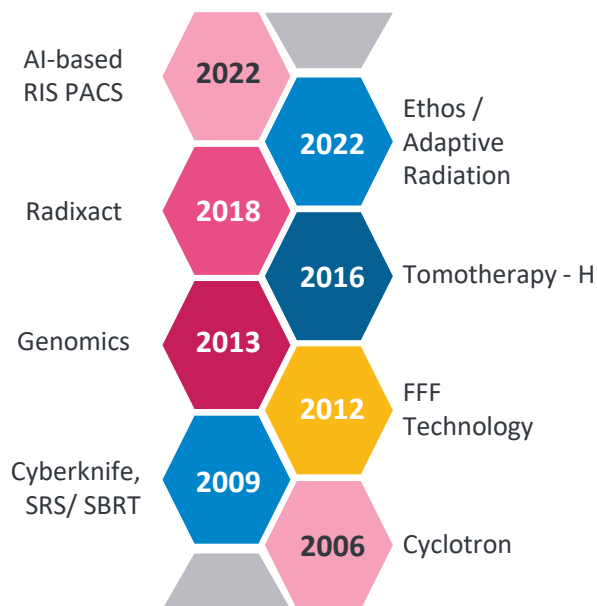 AI-based
RIS PACS
2022
2022
Ethos /
Adaptive
Radiation
Radixact
2018
2016
Tomotherapy - H
Genomics
2013
2012
FFF
Technology
Cyberknife,
SRS/ SBRT
2009
2006
Cyclotron